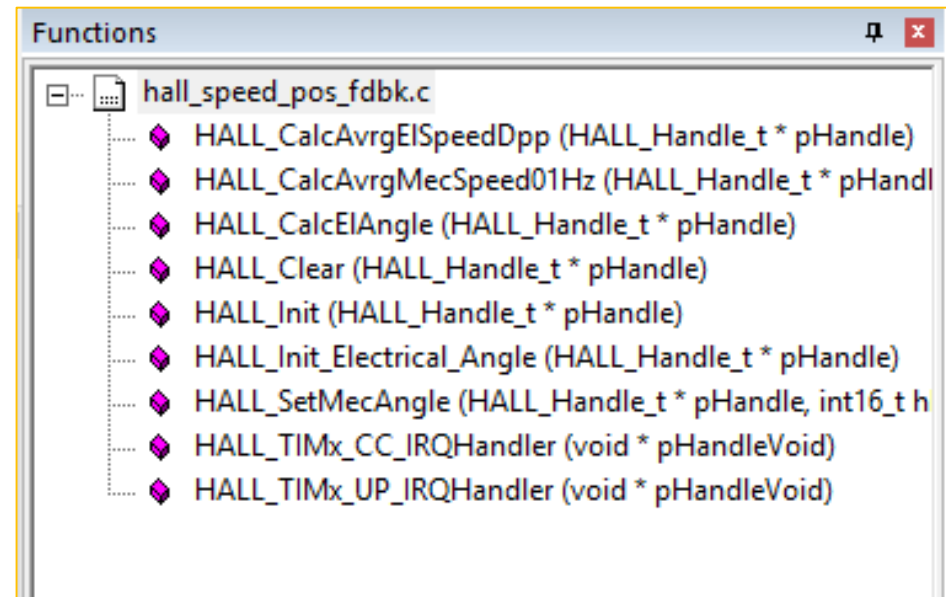 Functions
hall_speed_pos_fdbk.c
HALL_CalcAvrgElSpeedDpp (HALL_Handle_t * pHandle)
HALL_CalcAvrgMecSpeed01Hz (HALL_Handle_t * pHandl
HALL_CalcElAngle (HALL_Handle_t * pHandle)
HALL_Clear (HALL_Handle_t * pHandle)
HALL_Init (HALL_Handle_t * pHandle)
HALL_Init_Electrical_Angle (HALL_Handle_t * pHandle)
HALL_SetMecAngle (HALL_Handle_t * pHandle, int16_t h
HALL_TIMx_CC_IRQHandler (void * pHandleVoid)
HALL_TIMx_UP_IRQHandler (void * pHandleVoid)